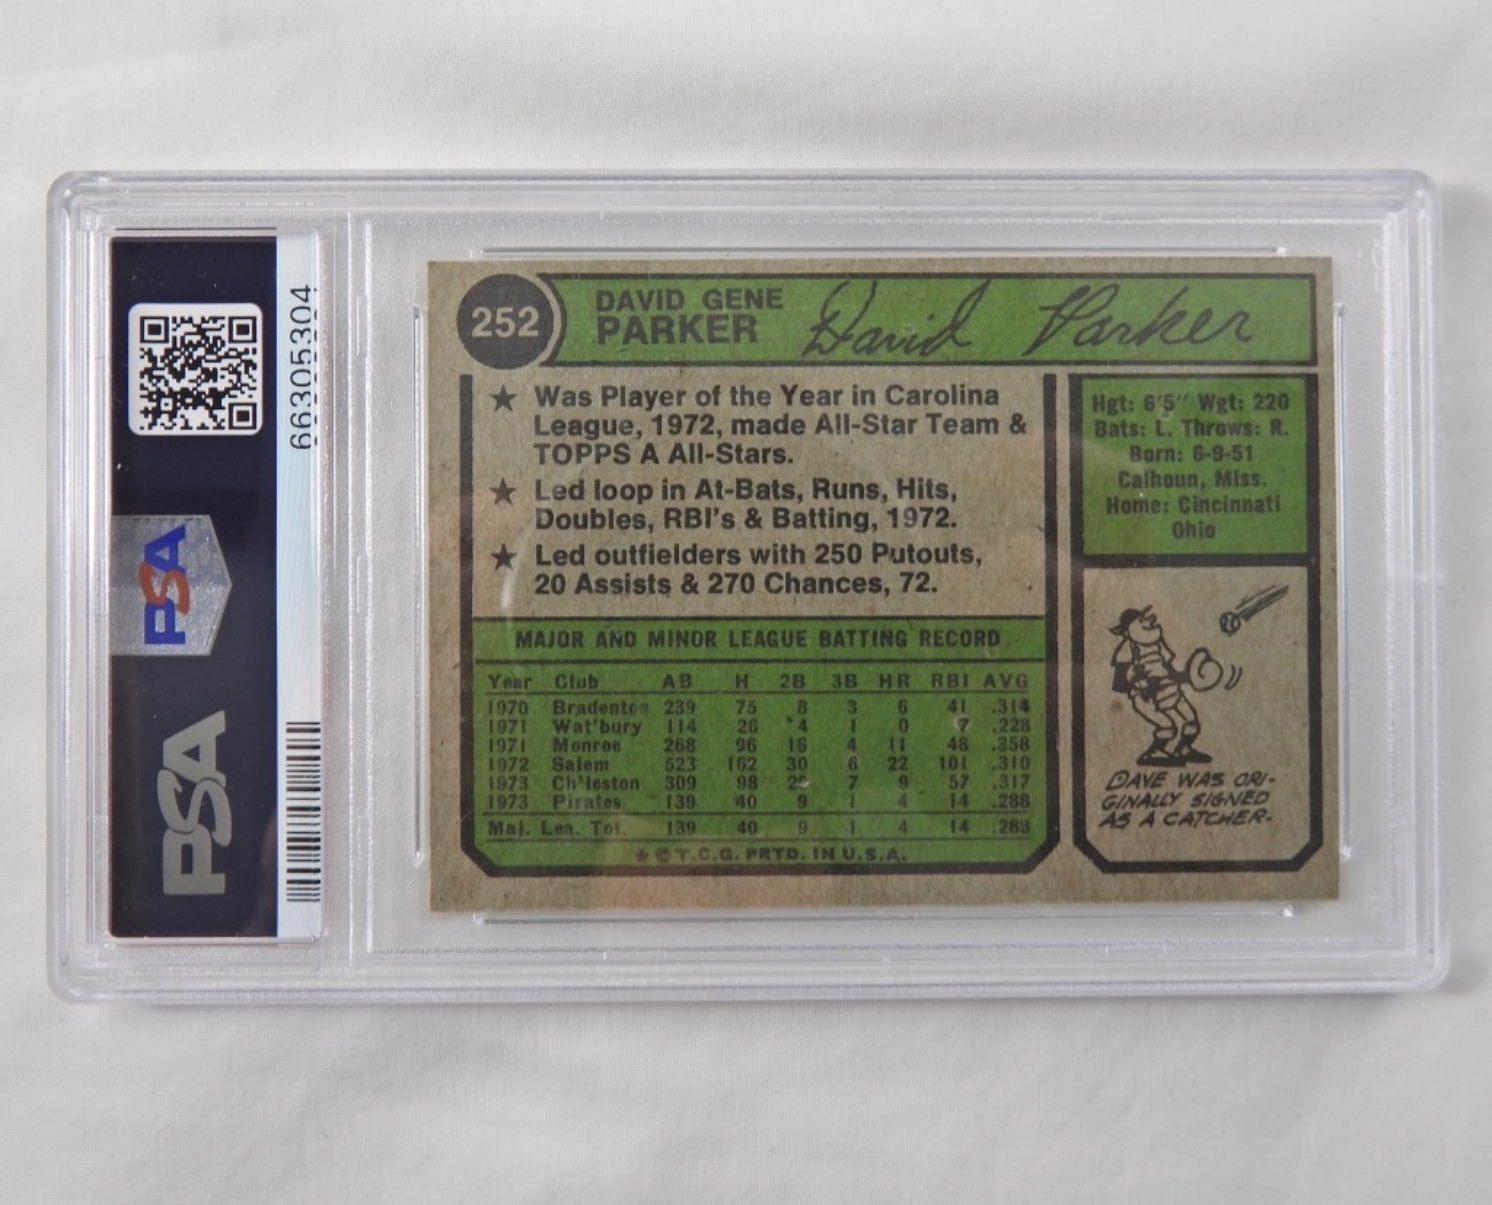 66305304
PSA
PSA
252
DAVID GENE
PARKER
David Parker
★ Was Player of the Year in Carolina
League, 1972, made All-Star Team &
TOPPS A All-Stars.
★ Led loop in At-Bats, Runs, Hits,
Doubles, RBI's & Batting, 1972.
★ Led outfielders with 250 Putouts,
20 Assists & 270 Chances, 72.
MAJOR AND MINOR LEAGUE BATTING RECORD
Year Club AB H 2B 3B HR RBI AVG
1970 Bradenton 239 75 8 3 6 41 .314
1971 Wat'bury 114 26 4 1 0 7 .228
1971 Monroe 268 96 16 4 11 48 .358
1972 Salem 523 162 30 6 22 101 .310
1973 Ch'leston 309 98 7 9 57 .317
1973 Pirates 139 40 9 1 4 14 .288
Maj. Lea. Tot. 139 40 9 1 4 14 .288
★ © T.C.G. PRTD. IN U.S.A.
Hgt: 6'5" Wgt: 220
Bats: L. Throws: R.
Born: 6-9-51
Calhoun, Miss.
Home: Cincinnati
Ohio
DAVE WAS ORI-
GINALLY SIGNED
AS A CATCHER.